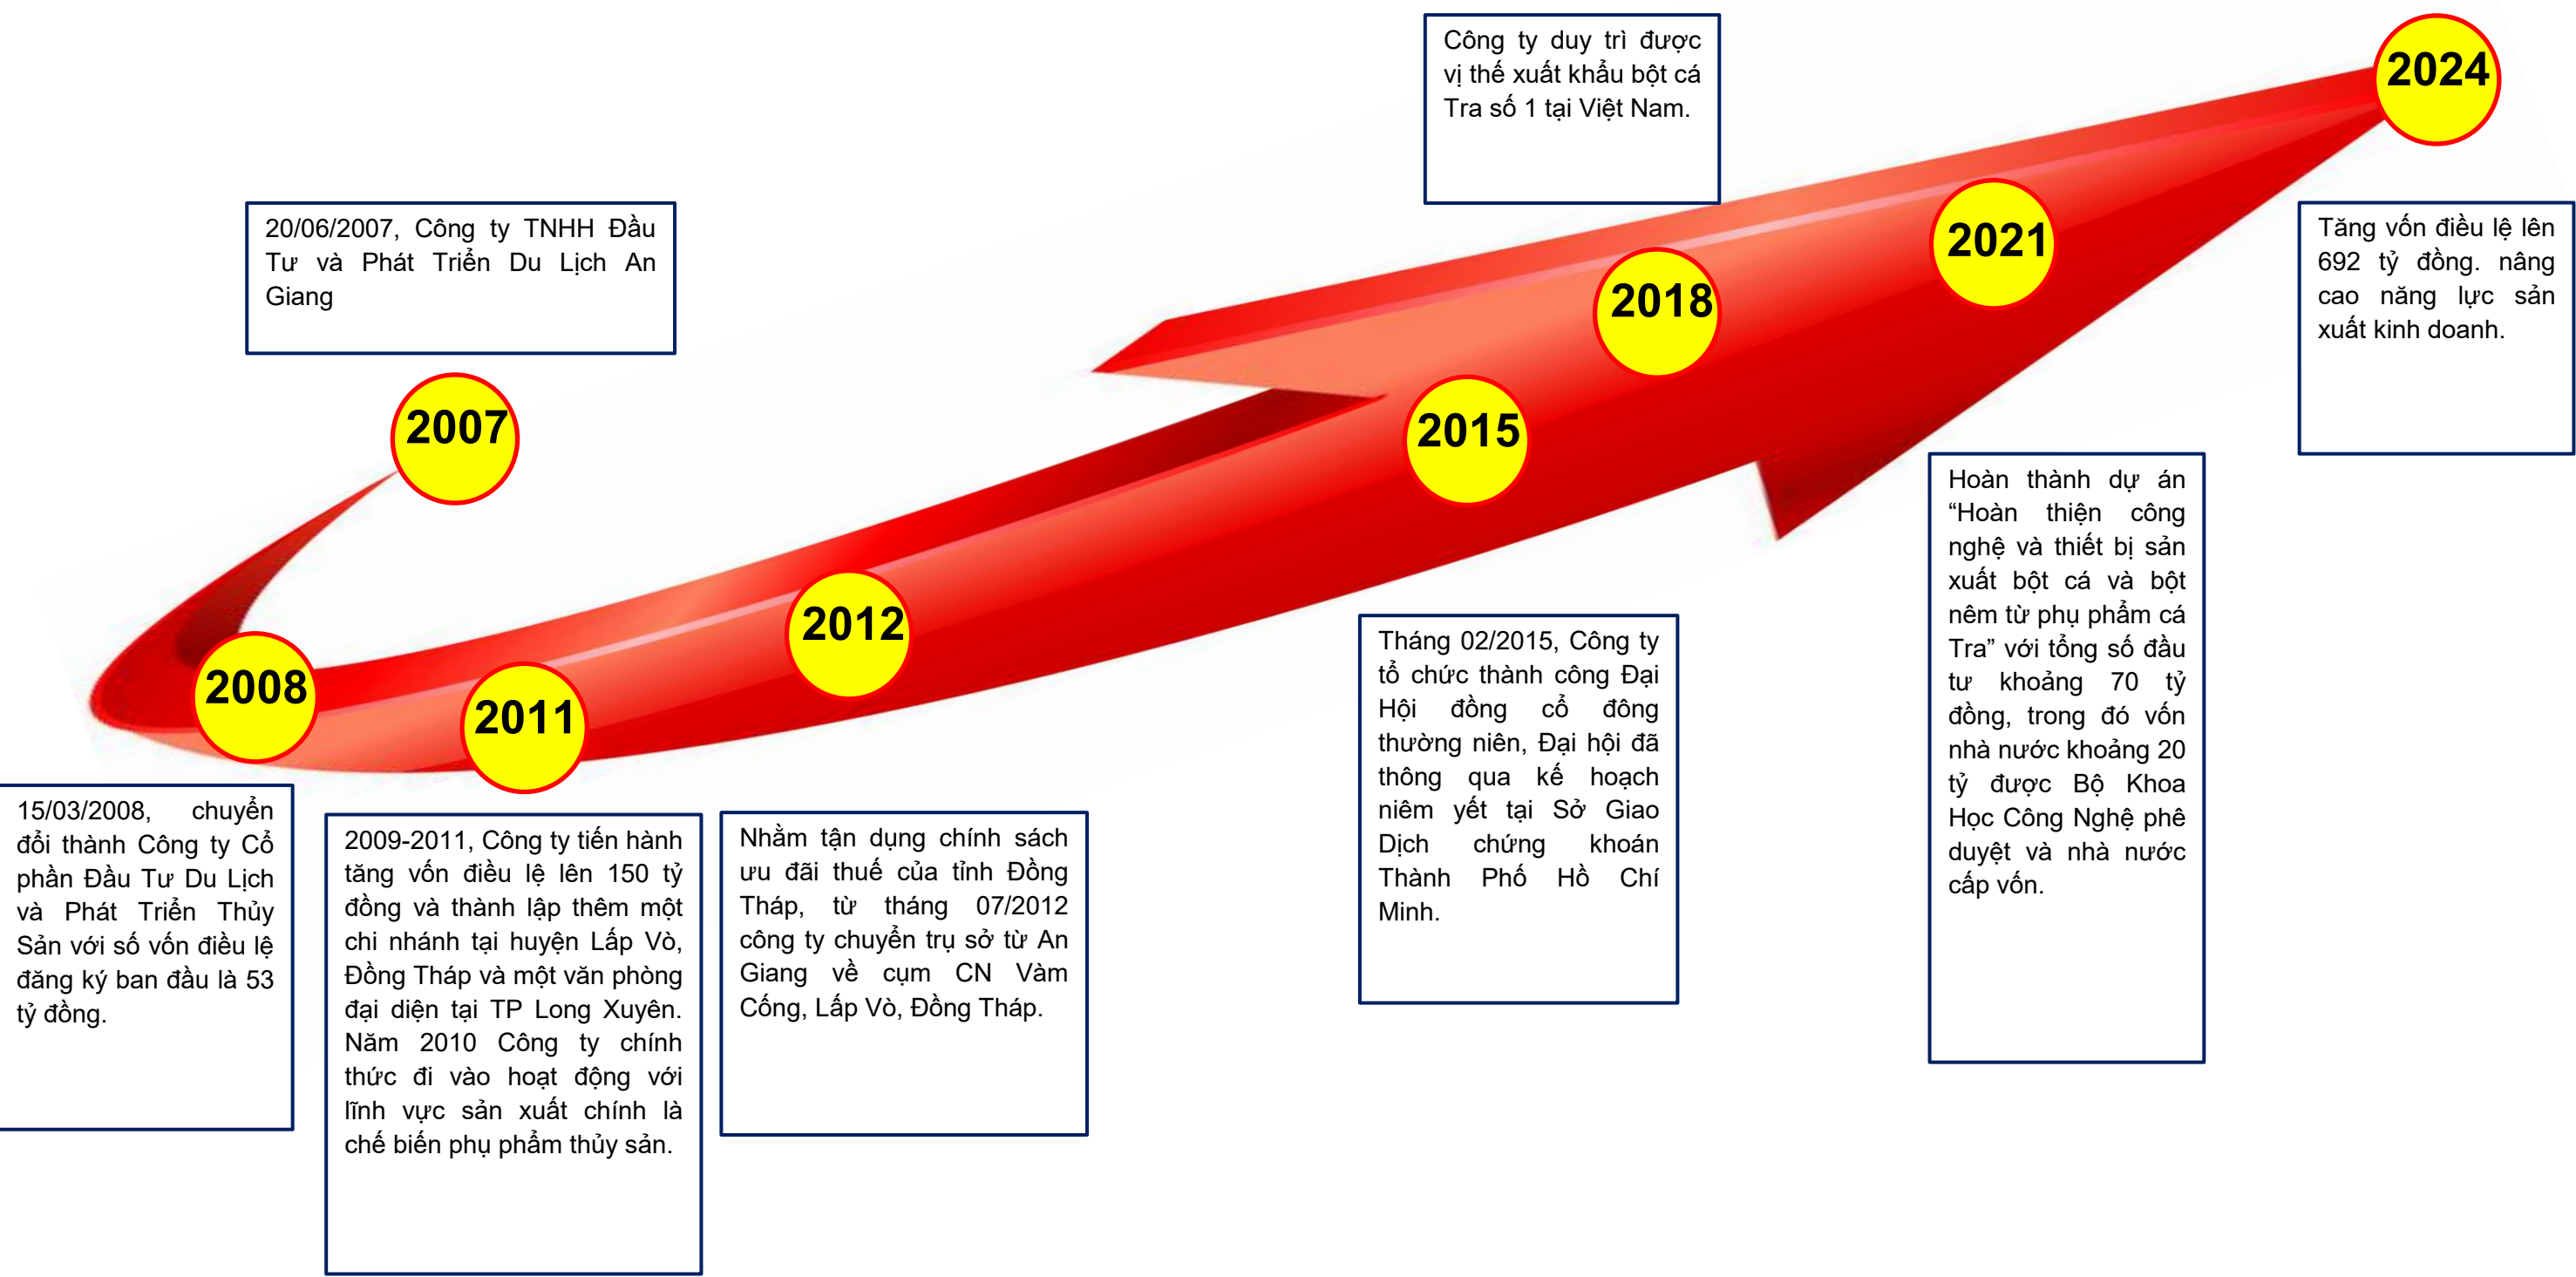 20/06/2007, Công ty TNHH Đầu
Tư và Phát Triển Du Lịch An
Giang
2007
15/03/2008, chuyển
đổi thành Công ty Cổ
phần Đầu Tư Du Lịch
và Phát Triển Thủy
Sản với số vốn điều lệ
đăng ký ban đầu là 53
tỷ đồng.
2008
2011
2009-2011, Công ty tiến hành
tăng vốn điều lệ lên 150 tỷ
đồng và thành lập thêm một
chi nhánh tại huyện Lấp Vò,
Đồng Tháp và một văn phòng
đại diện tại TP Long Xuyên.
Năm 2010 Công ty chính
thức đi vào hoạt động với
lĩnh vực sản xuất chính là
chế biến phụ phẩm thủy sản.
2012
Nhằm tận dụng chính sách
ưu đãi thuế của tỉnh Đồng
Tháp, từ tháng 07/2012
công ty chuyển trụ sở từ An
Giang về cụm CN Vàm
Cống, Lấp Vò, Đồng Tháp.
2015
Tháng 02/2015, Công ty
tổ chức thành công Đại
Hội đồng cổ đông
thường niên, Đại hội đã
thông qua kế hoạch
niêm yết tại Sở Giao
Dịch chứng khoán
Thành Phố Hồ Chí
Minh.
Công ty duy trì được
vị thế xuất khẩu bột cá
Tra số 1 tại Việt Nam.
2018
2021
Hoàn thành dự án
“Hoàn thiện công
nghệ và thiết bị sản
xuất bột cá và bột
nêm từ phụ phẩm cá
Tra” với tổng số đầu
tư khoảng 70 tỷ
đồng, trong đó vốn
nhà nước khoảng 20
tỷ được Bộ Khoa
Học Công Nghệ phê
duyệt và nhà nước
cấp vốn.
2024
Tăng vốn điều lệ lên
692 tỷ đồng. nâng
cao năng lực sản
xuất kinh doanh.